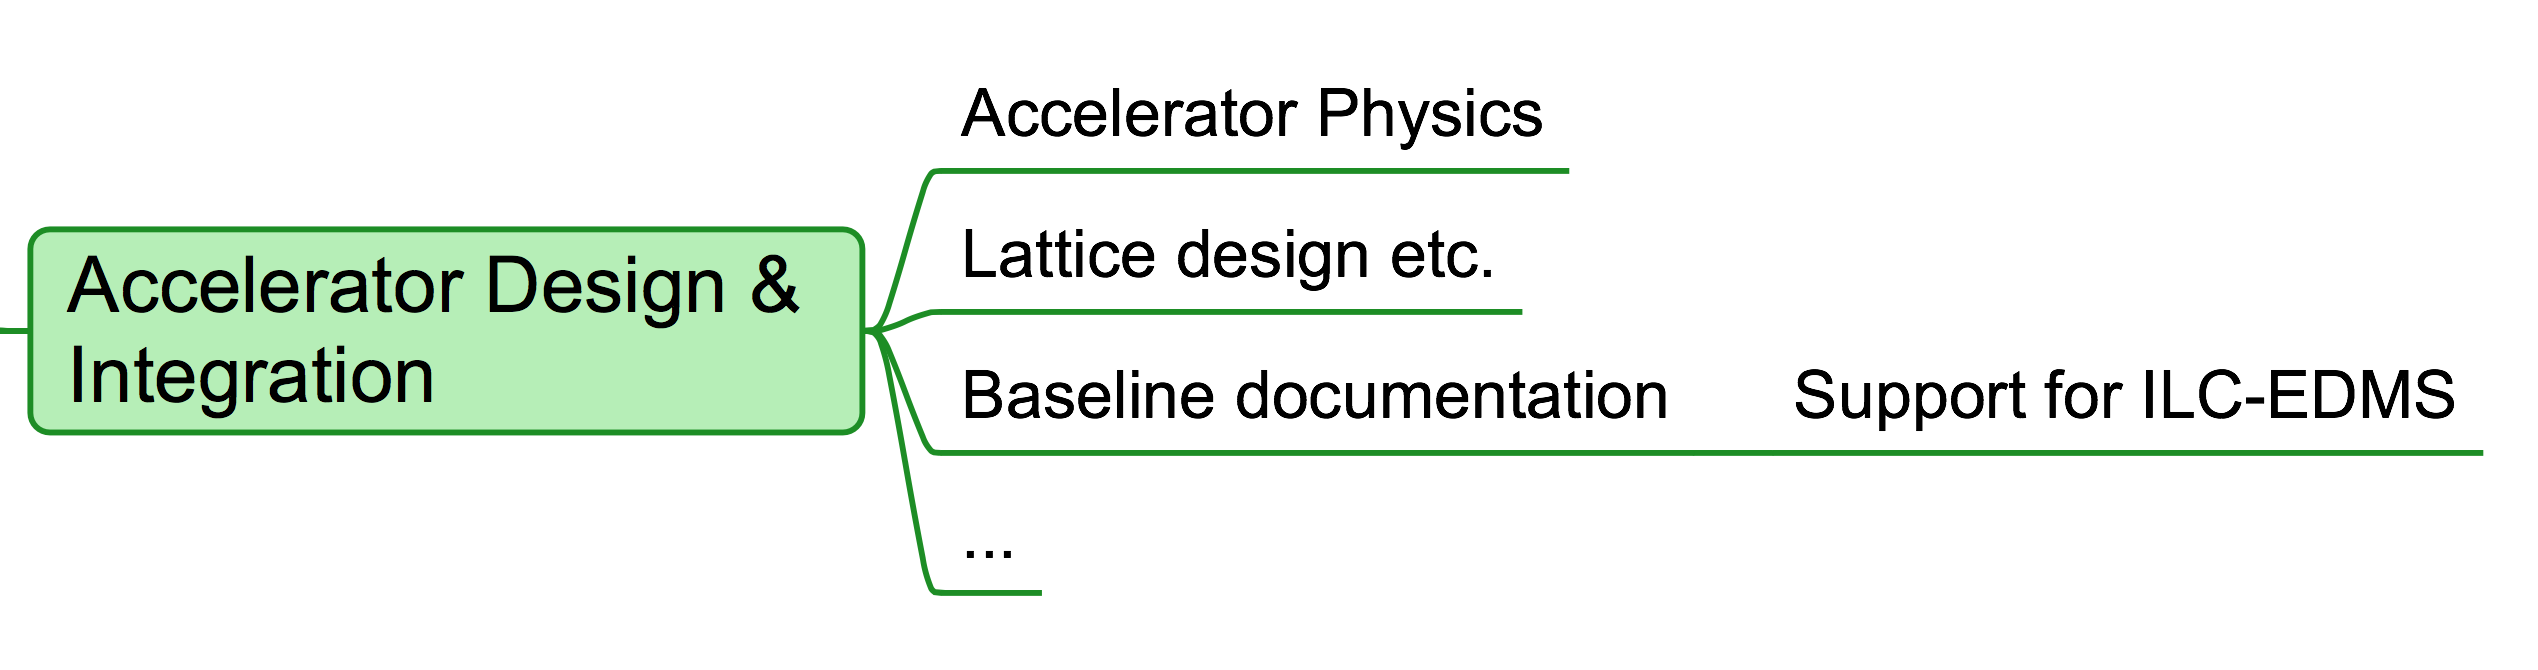 Accelerator Physics
Lattice design etc.
Accelerator Design &
Integration
Baseline documentation Support for ILC-EDMS
...